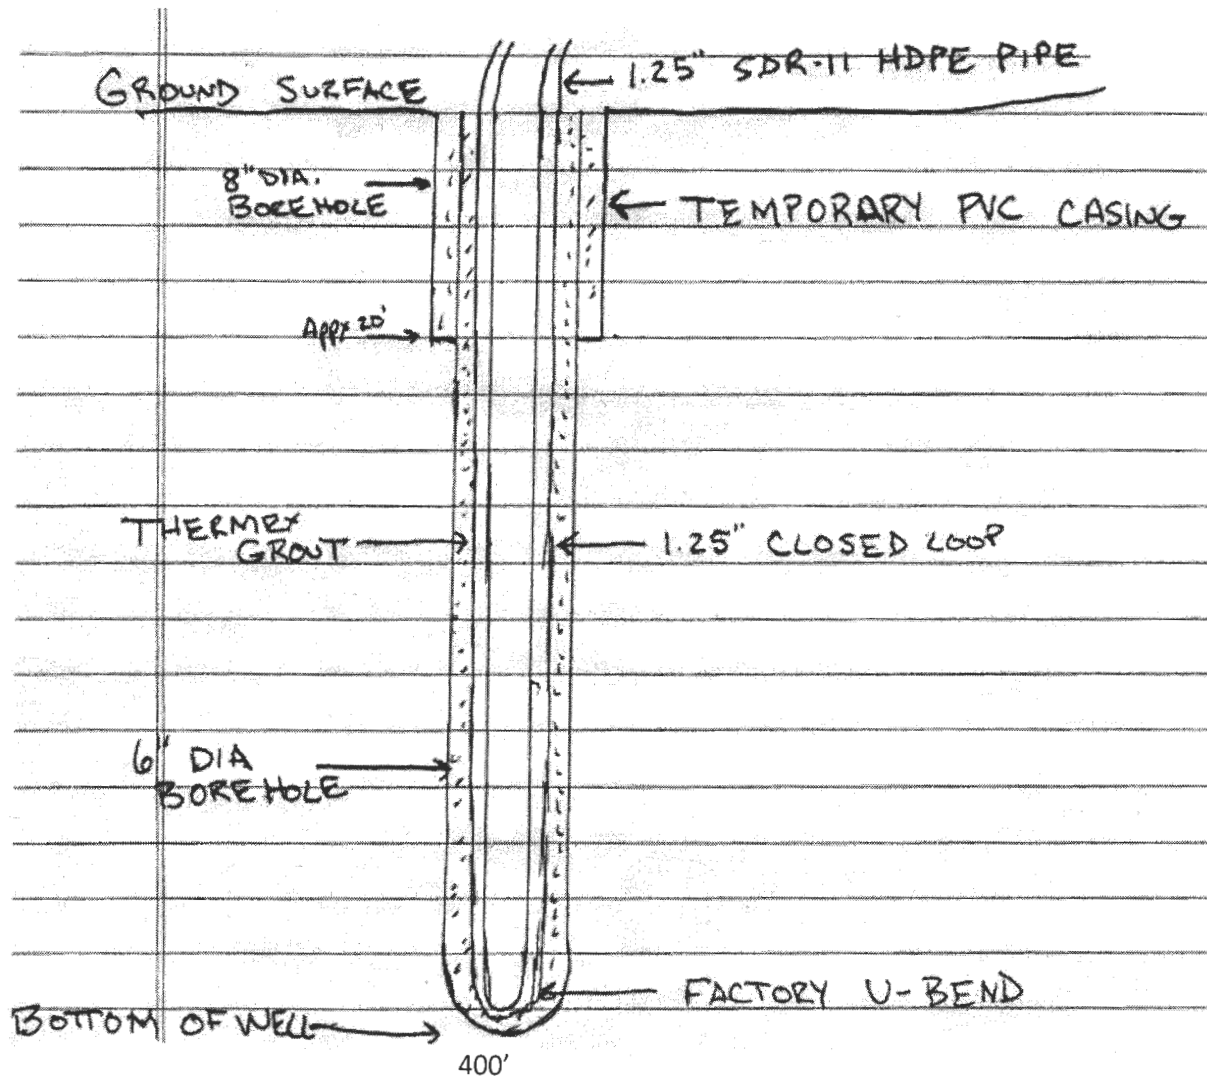 1.25" SDR-11 HDPE PIPE
GROUND SURFACE
8" DIA.
BOREHOLE
TEMPORARY PVC CASING
Appx 20'
THERMEX
GROUT
1.25" CLOSED LOOP
6" DIA
BOREHOLE
FACTORY U-BEND
BOTTOM OF WELL
400'